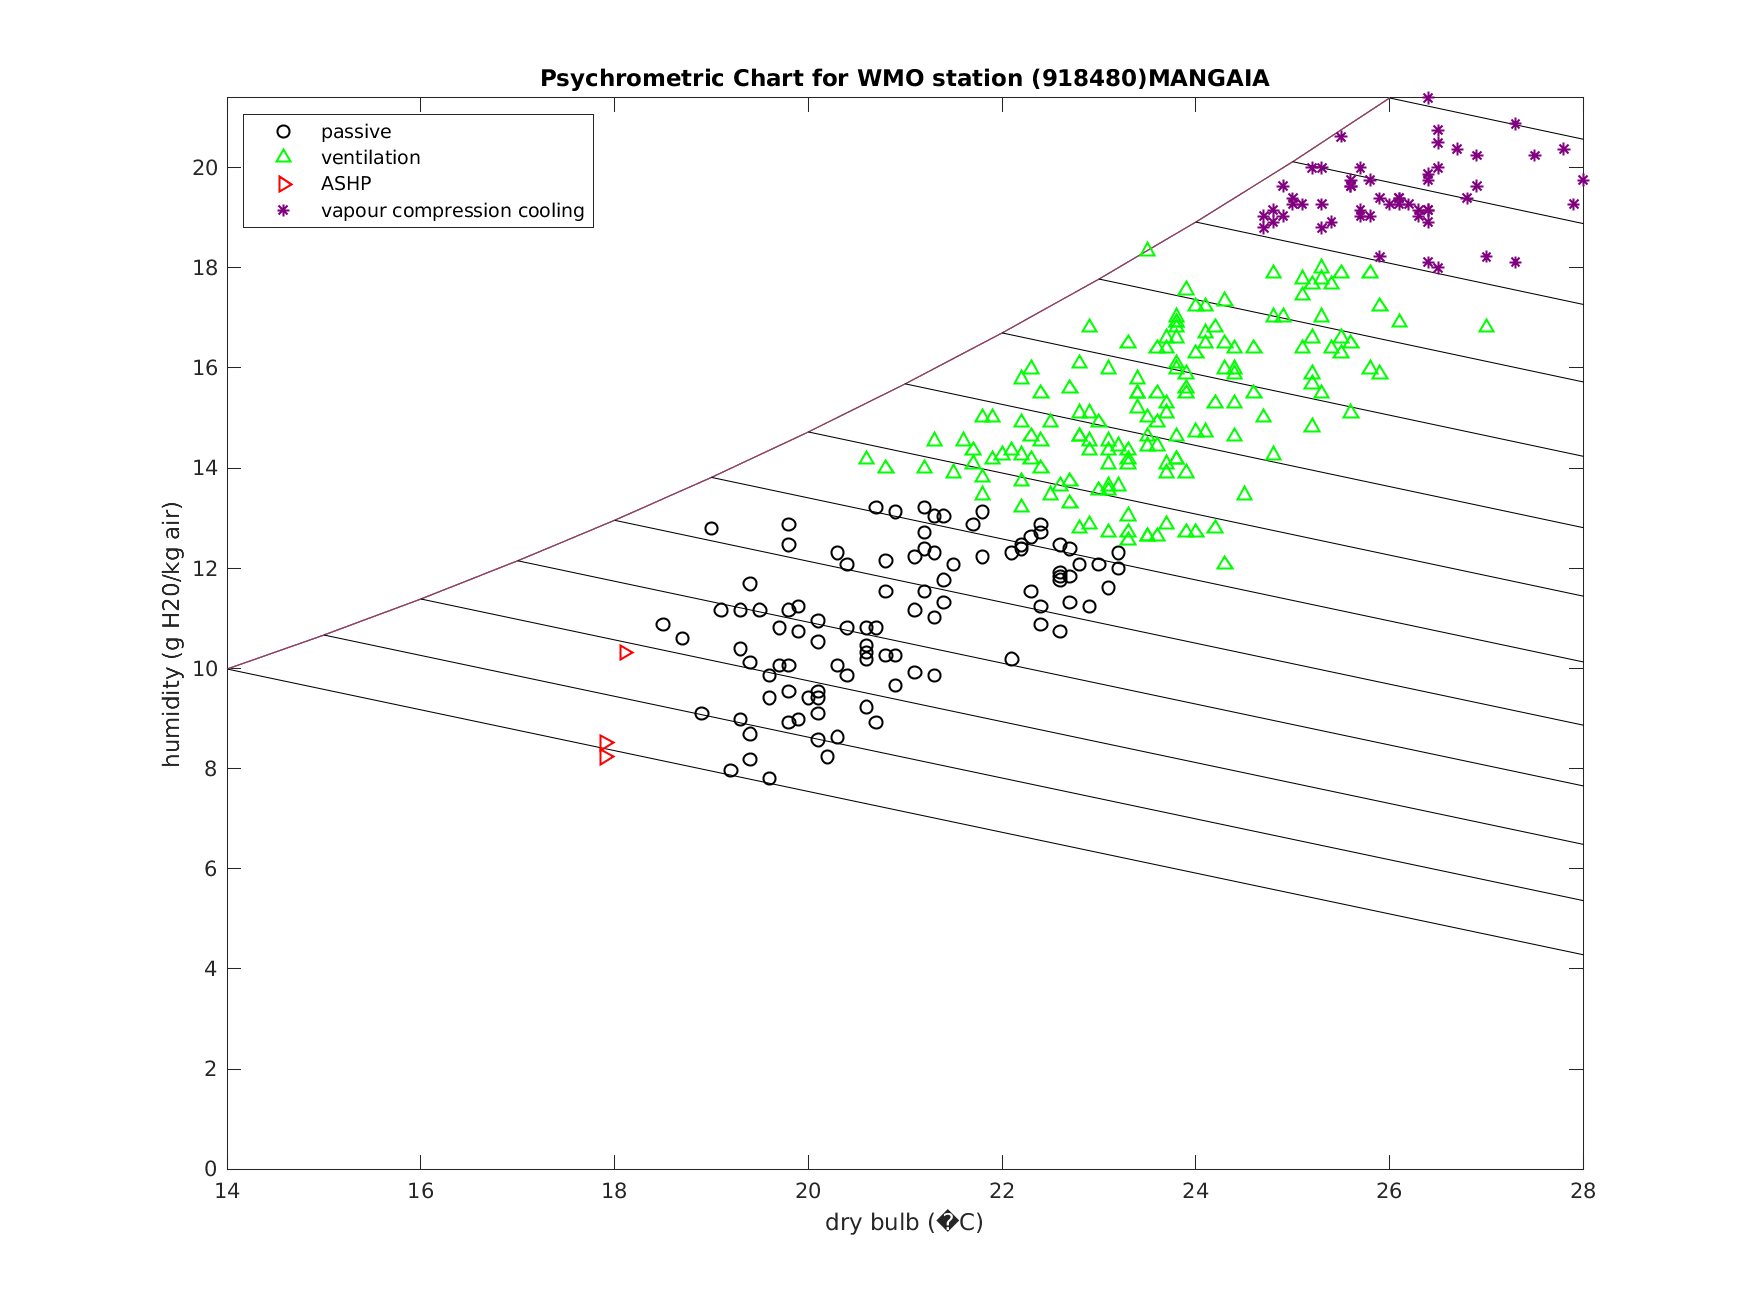 Psychrometric Chart for WMO station (918480)MANGAIA
passive
ventilation
ASHP
vapour compression cooling
humidity (g H20/kg air)
20
18
16
14
12
10
8
6
4
2
0
14 16 18 20 22 24 26 28
dry bulb (�C)